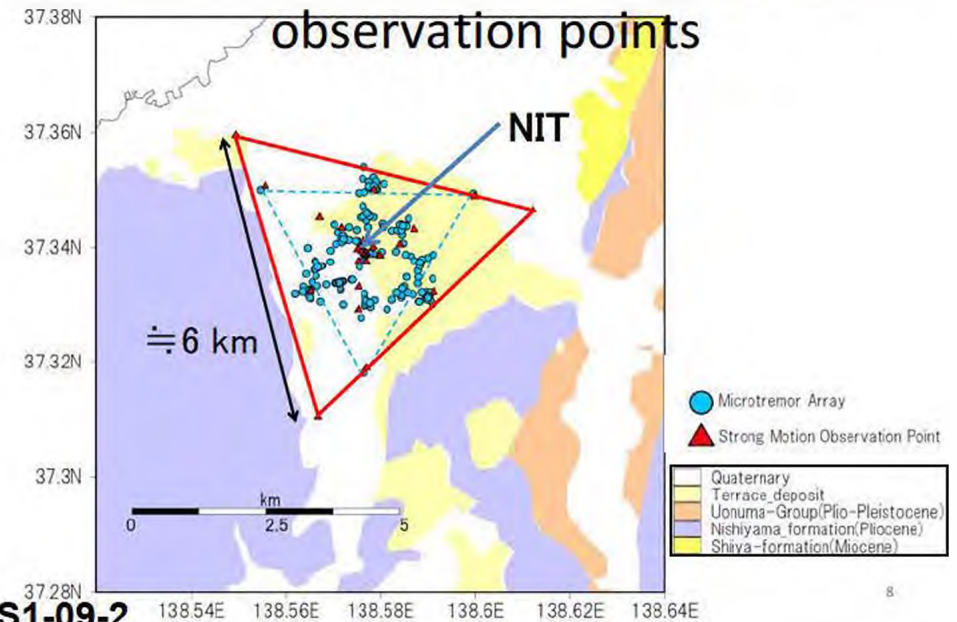 observation points
37.38N
37.36N
37.34N
37.32N
37.3N
37.28N
NIT
≒6 km
km
0 2.5 5
138.54E 138.56E 138.58E 138.6E 138.62E 138.64E
Microtremor Array
Strong Motion Observation Point
Quaternary
Terrace_deposit
Uonuma-Group(Plio-Pleistocene)
Nishiyama_formation(Pliocene)
Shiya-formation(Miocene)
8
S1-09-2